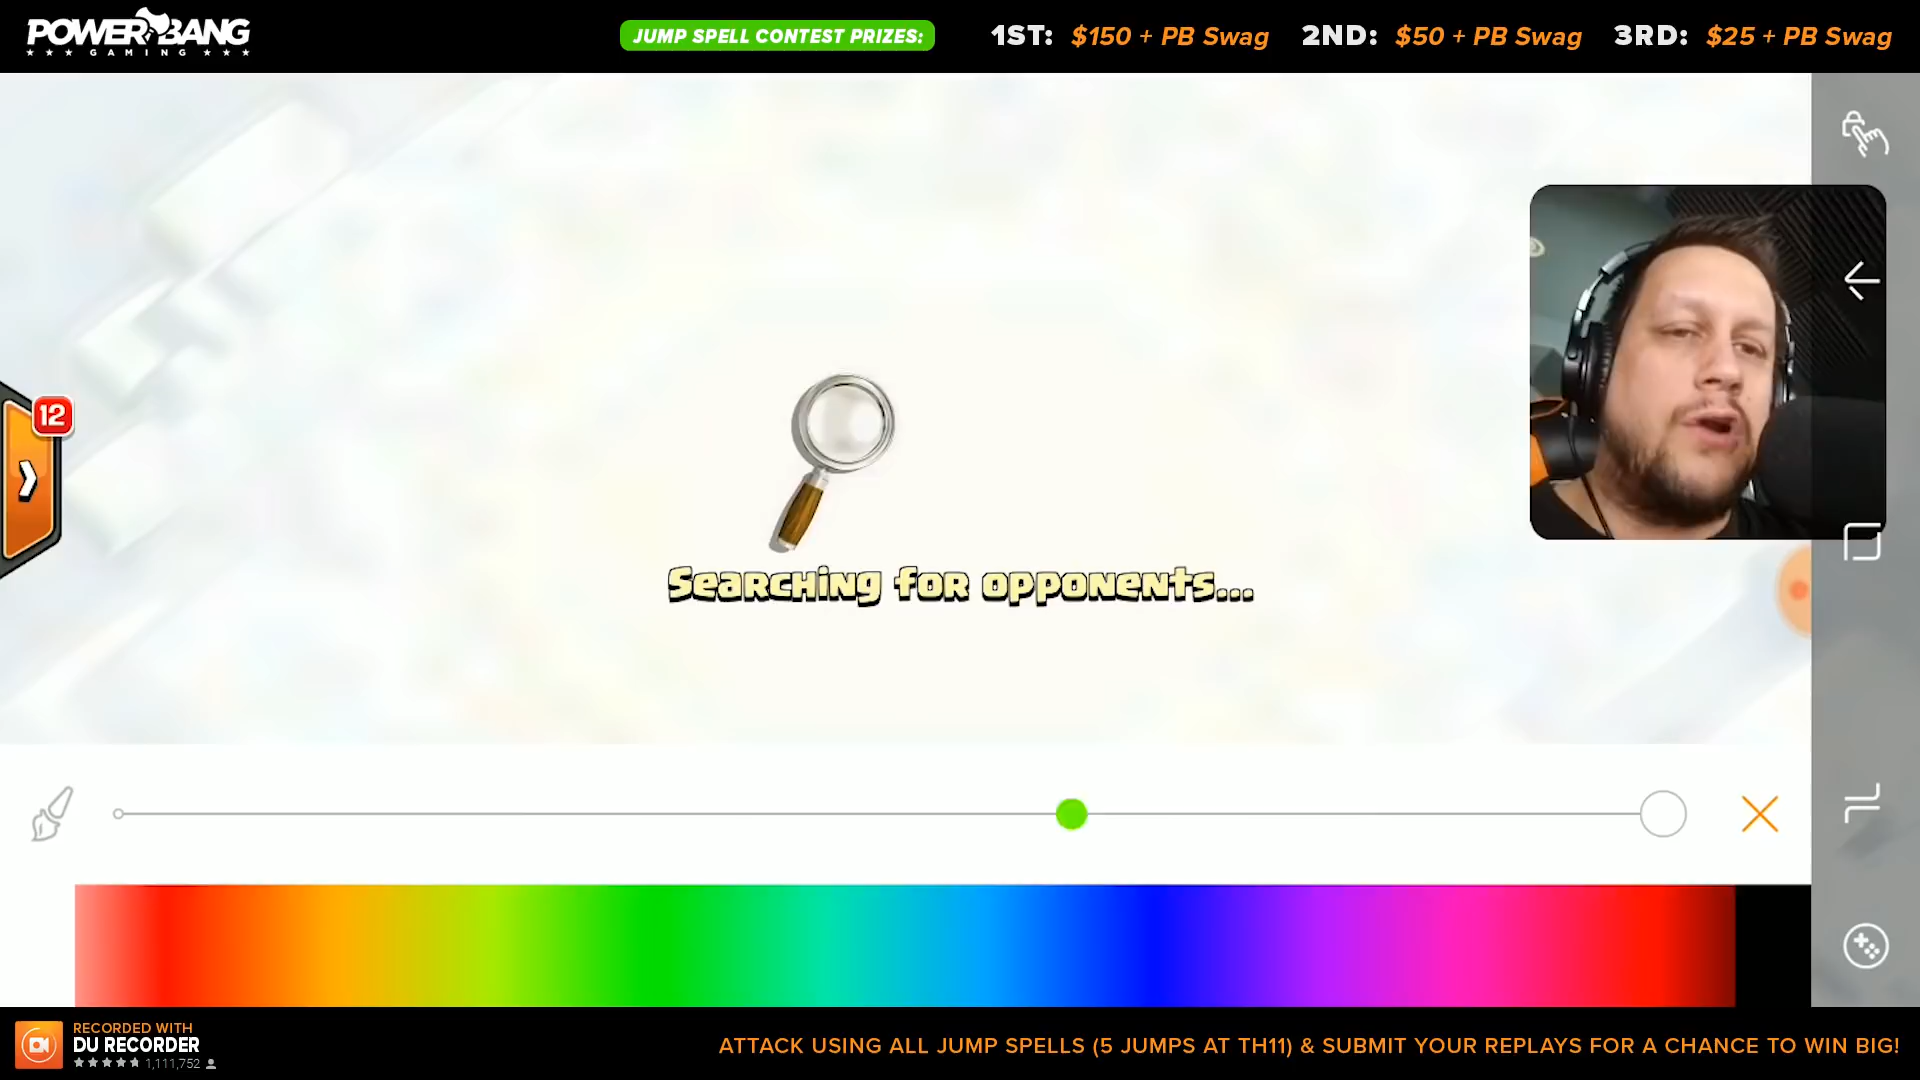 POWERBANG
GAMING
JUMP SPELL CONTEST PRIZES:
1ST: $150 + PB Swag
2ND: $50 + PB Swag
3RD: $25 + PB Swag
12
Searching for opponents...
RECORDED WITH
DU RECORDER
1,111,752
ATTACK USING ALL JUMP SPELLS (5 JUMPS AT TH11) & SUBMIT YOUR REPLAYS FOR A CHANCE TO WIN BIG!